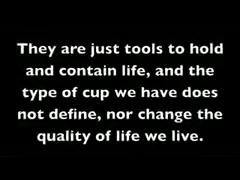 They are just tools to hold
and contain life, and the
type of cup we have does
not define, nor change the
quality of life we live.